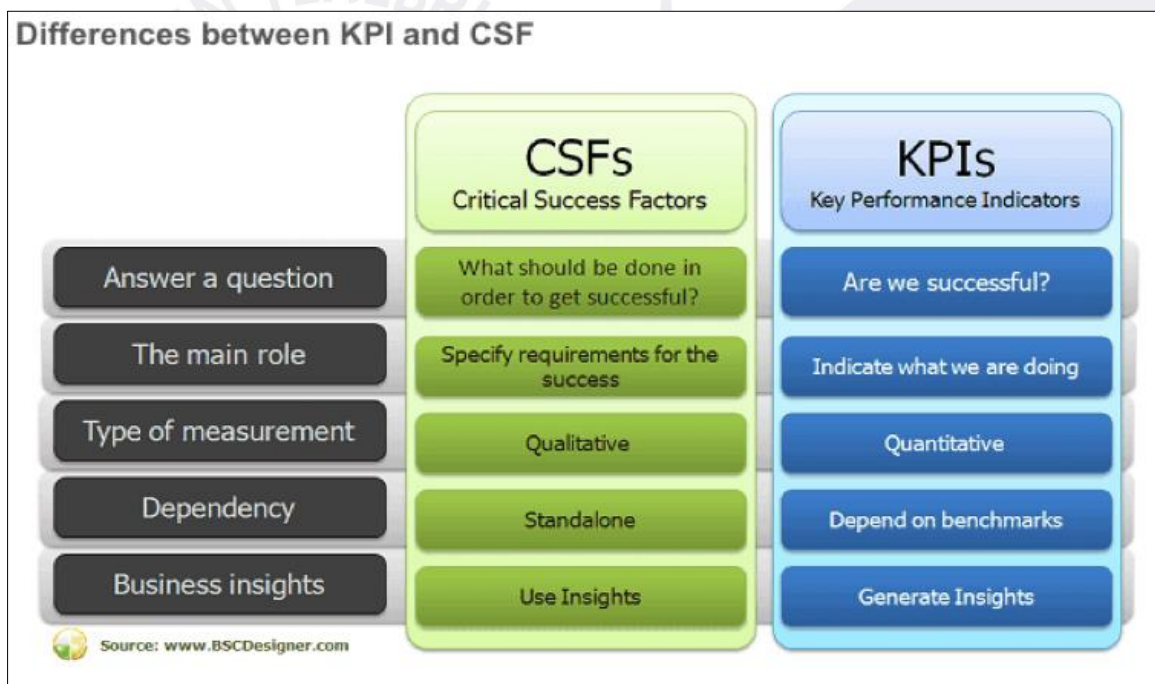 Differences between KPI and CSF
CSFs
Critical Success Factors
KPIs
Key Performance Indicators
Answer a question
What should be done in
order to get successful?
Are we successful?
The main role
Specify requirements for the
success
Indicate what we are doing
Type of measurement
Qualitative
Quantitative
Dependency
Standalone
Depend on benchmarks
Business insights
Use Insights
Generate Insights
Source: www.BSCDesigner.com